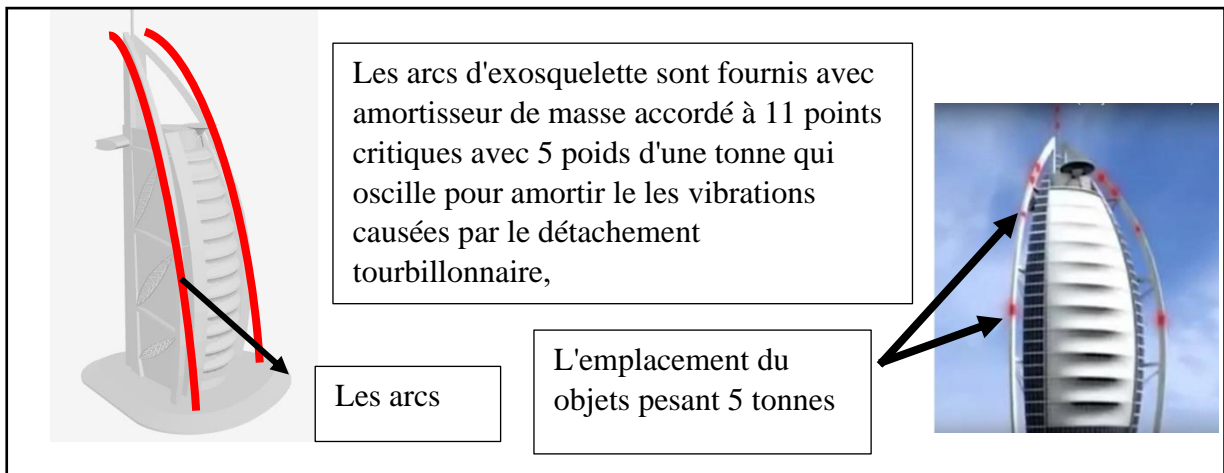 Les arcs d'exosquelette sont fournis avec
amortisseur de masse accordé à 11 points
critiques avec 5 poids d'une tonne qui
oscille pour amortir le les vibrations
causées par le détachement
tourbillonnaire,
L'emplacement du
objets pesant 5 tonnes
Les arcs